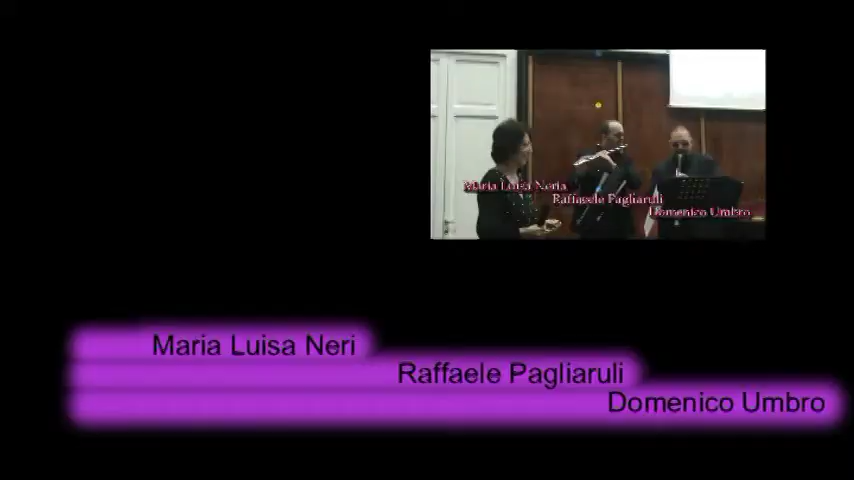 Maria Luisa Neria
Raffaele Pagliaruli
Domenico Umbro
Maria Luisa Neri
Raffaele Pagliaruli
Domenico Umbro